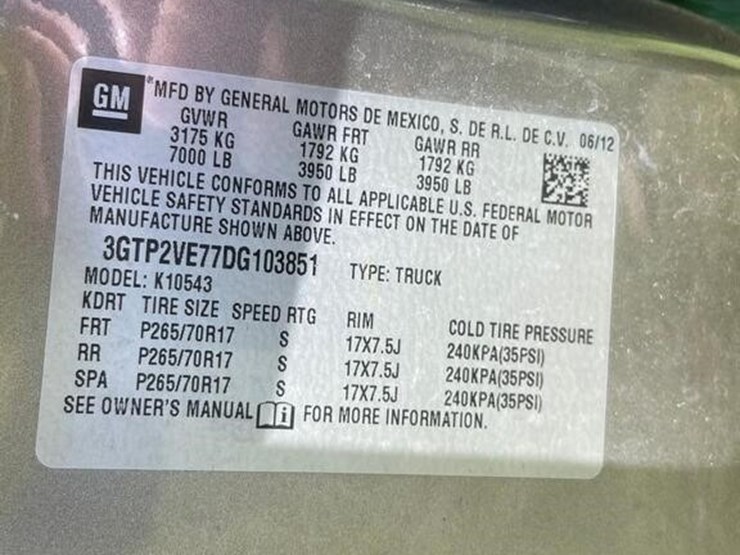 GM
*MFD BY GENERAL MOTORS DE MEXICO, S. DE R.L. DE C.V. 06/12
GVWR GAWR FRT GAWR RR
3175 KG 1792 KG 1792 KG
7000 LB 3950 LB 3950 LB
THIS VEHICLE CONFORMS TO ALL APPLICABLE U.S. FEDERAL MOTOR
VEHICLE SAFETY STANDARDS IN EFFECT ON THE DATE OF
MANUFACTURE SHOWN ABOVE.
3GTP2VE77DG103851 TYPE: TRUCK
MODEL: K10543
KDRT TIRE SIZE SPEED RTG RIM COLD TIRE PRESSURE
FRT P265/70R17 S 17X7.5J 240KPA(35PSI)
RR P265/70R17 S 17X7.5J 240KPA(35PSI)
SPA P265/70R17 S 17X7.5J 240KPA(35PSI)
SEE OWNER'S MANUAL i FOR MORE INFORMATION.